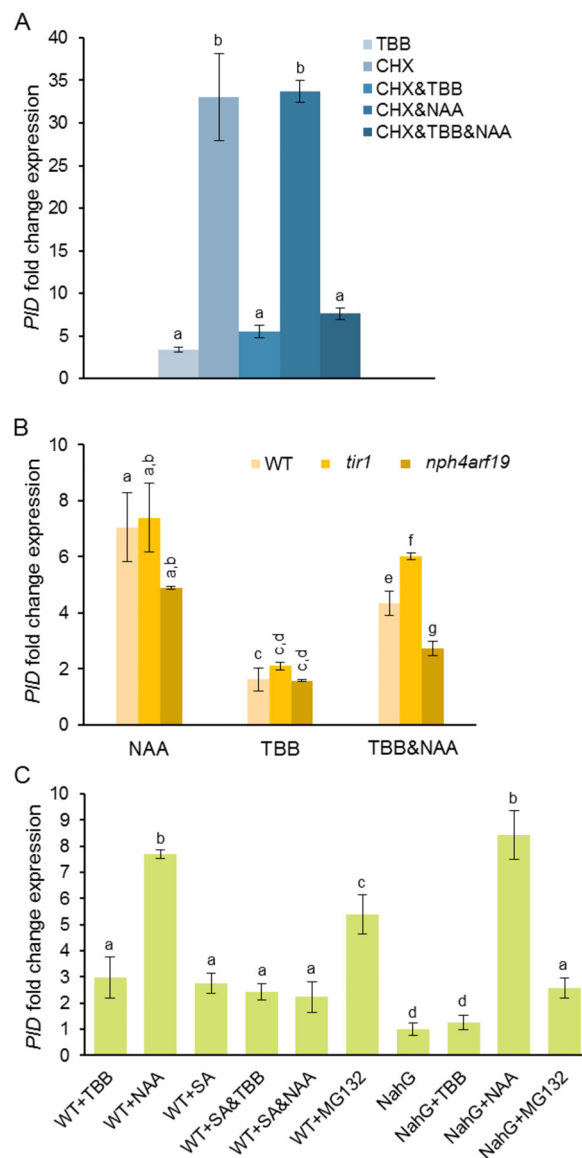 A
PID fold change expression
40
35
30
25
20
15
10
5
0
a
b
a
b
a
TBB
CHX
CHX&TBB
CHX&NAA
CHX&TBB&NAA
B
PID fold change expression
10
8
6
4
2
0
WT
tir1
nph4arf19
a
a,b
a,b
c
c,d
c,d
e
f
g
NAA
TBB
TBB&NAA
C
PID fold change expression
10
9
8
7
6
5
4
3
2
1
0
a
b
a
a
a
c
d
d
b
a
WT+TBB
WT+NAA
WT+SA
WT+SA&TBB
WT+SA&NAA
WT+MG132
NahG
NahG+TBB
NahG+NAA
NahG+MG132